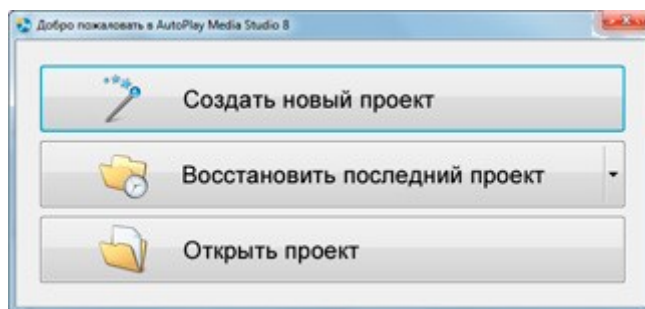 Добро пожаловать в AutoPlay Media Studio 8
Создать новый проект
Восстановить последний проект
Открыть проект